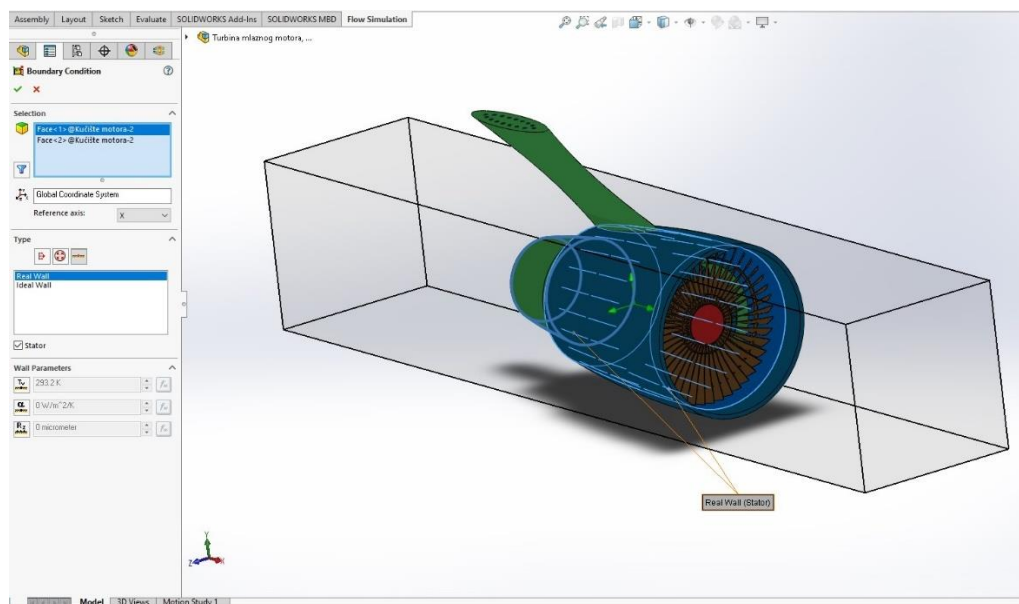 Assembly Layout Sketch Evaluate SOLIDWORKS Add-Ins SOLIDWORKS MBD Flow Simulation
Turbina mlaznog motora, ...
Boundary Condition
Selection
Face<1>@Kućište motora-2
Face<2>@Kućište motora-2
Global Coordinate System
Reference axis: X
Type
Real Wall
Ideal Wall
Stator
Wall Parameters
293.2 K
0 W/m^2/K
0 micrometer
Real Wall (Stator)
Y
Z X
Model 3D Views Motion Study 1